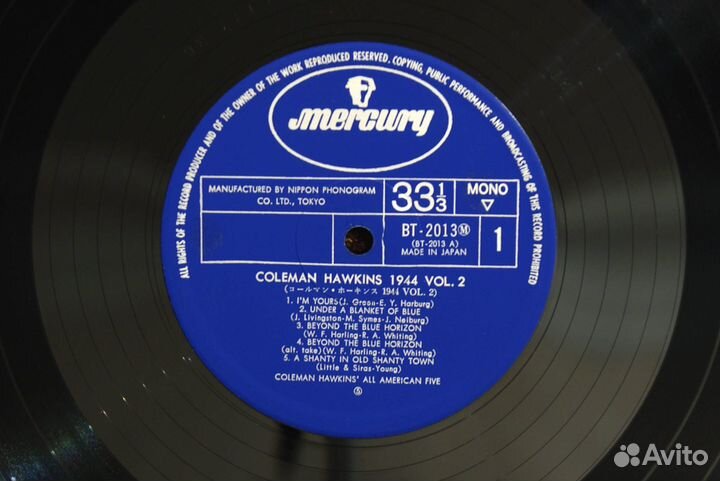 ALL RIGHTS OF THE RECORD PRODUCER AND OF THE OWNER OF THE WORK REPRODUCED RESERVED. COPYING, PUBLIC PERFORMANCE AND BROADCASTING OF THIS RECORD PROHIBITED
mercury
MANUFACTURED BY NIPPON PHONOGRAM
CO. LTD., TOKYO
33 1/3
MONO
▽
BT-2013Ⓜ
(BT-2013 A)
MADE IN JAPAN
1
COLEMAN HAWKINS 1944 VOL. 2
(コールマン・ホーキンス 1944 VOL. 2)
1. I'M YOURS(J. Green-E. Y. Harburg)
2. UNDER A BLANKET OF BLUE
(J. Livingston-M. Symes-J. Neiburg)
3. BEYOND THE BLUE HORIZON
(W. F. Harling-R. A. Whiting)
4. BEYOND THE BLUE HORIZON
(alt. take)(W. F. Harling-R. A. Whiting)
5. A SHANTY IN OLD SHANTY TOWN
(Little & Siras-Young)
COLEMAN HAWKINS' ALL AMERICAN FIVE
Ⓢ
Avito